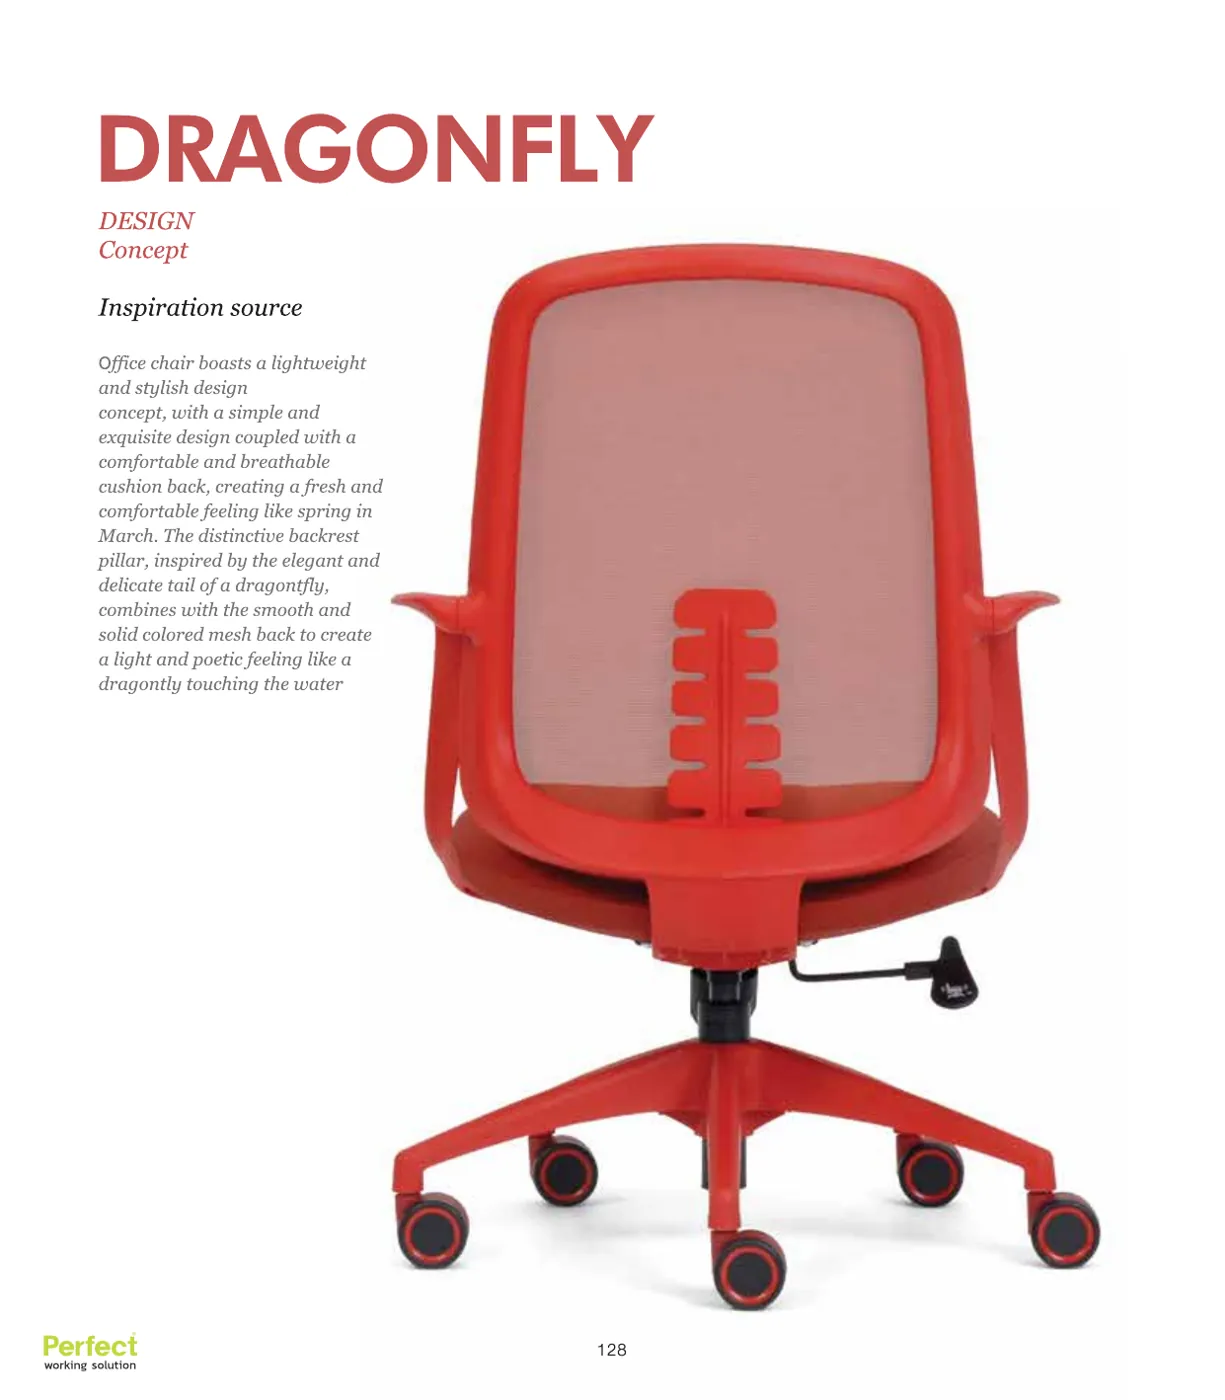 DRAGONFLY
DESIGN
Concept
Inspiration source
Office chair boasts a lightweight
and stylish design
concept, with a simple and
exquisite design coupled with a
comfortable and breathable
cushion back, creating a fresh and
comfortable feeling like spring in
March. The distinctive backrest
pillar, inspired by the elegant and
delicate tail of a dragontfly,
combines with the smooth and
solid colored mesh back to create
a light and poetic feeling like a
dragontly touching the water
Perfect
working solution
128